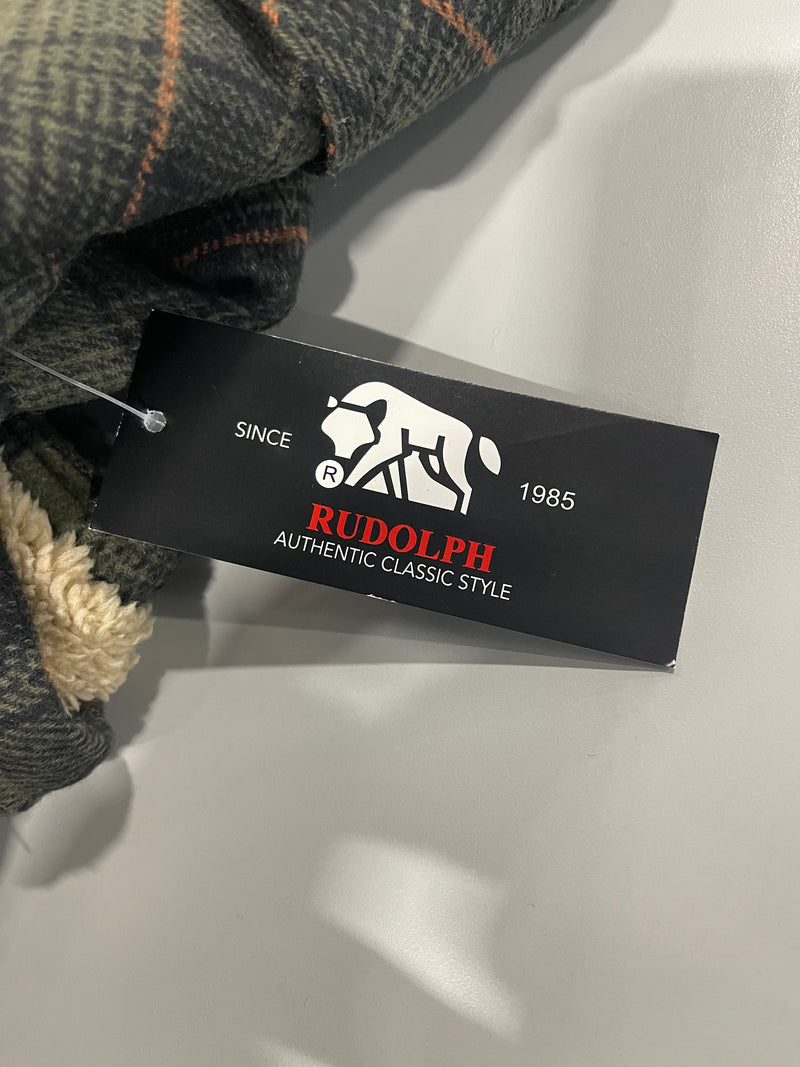 SINCE
®
1985
RUDOLPH
AUTHENTIC CLASSIC STYLE